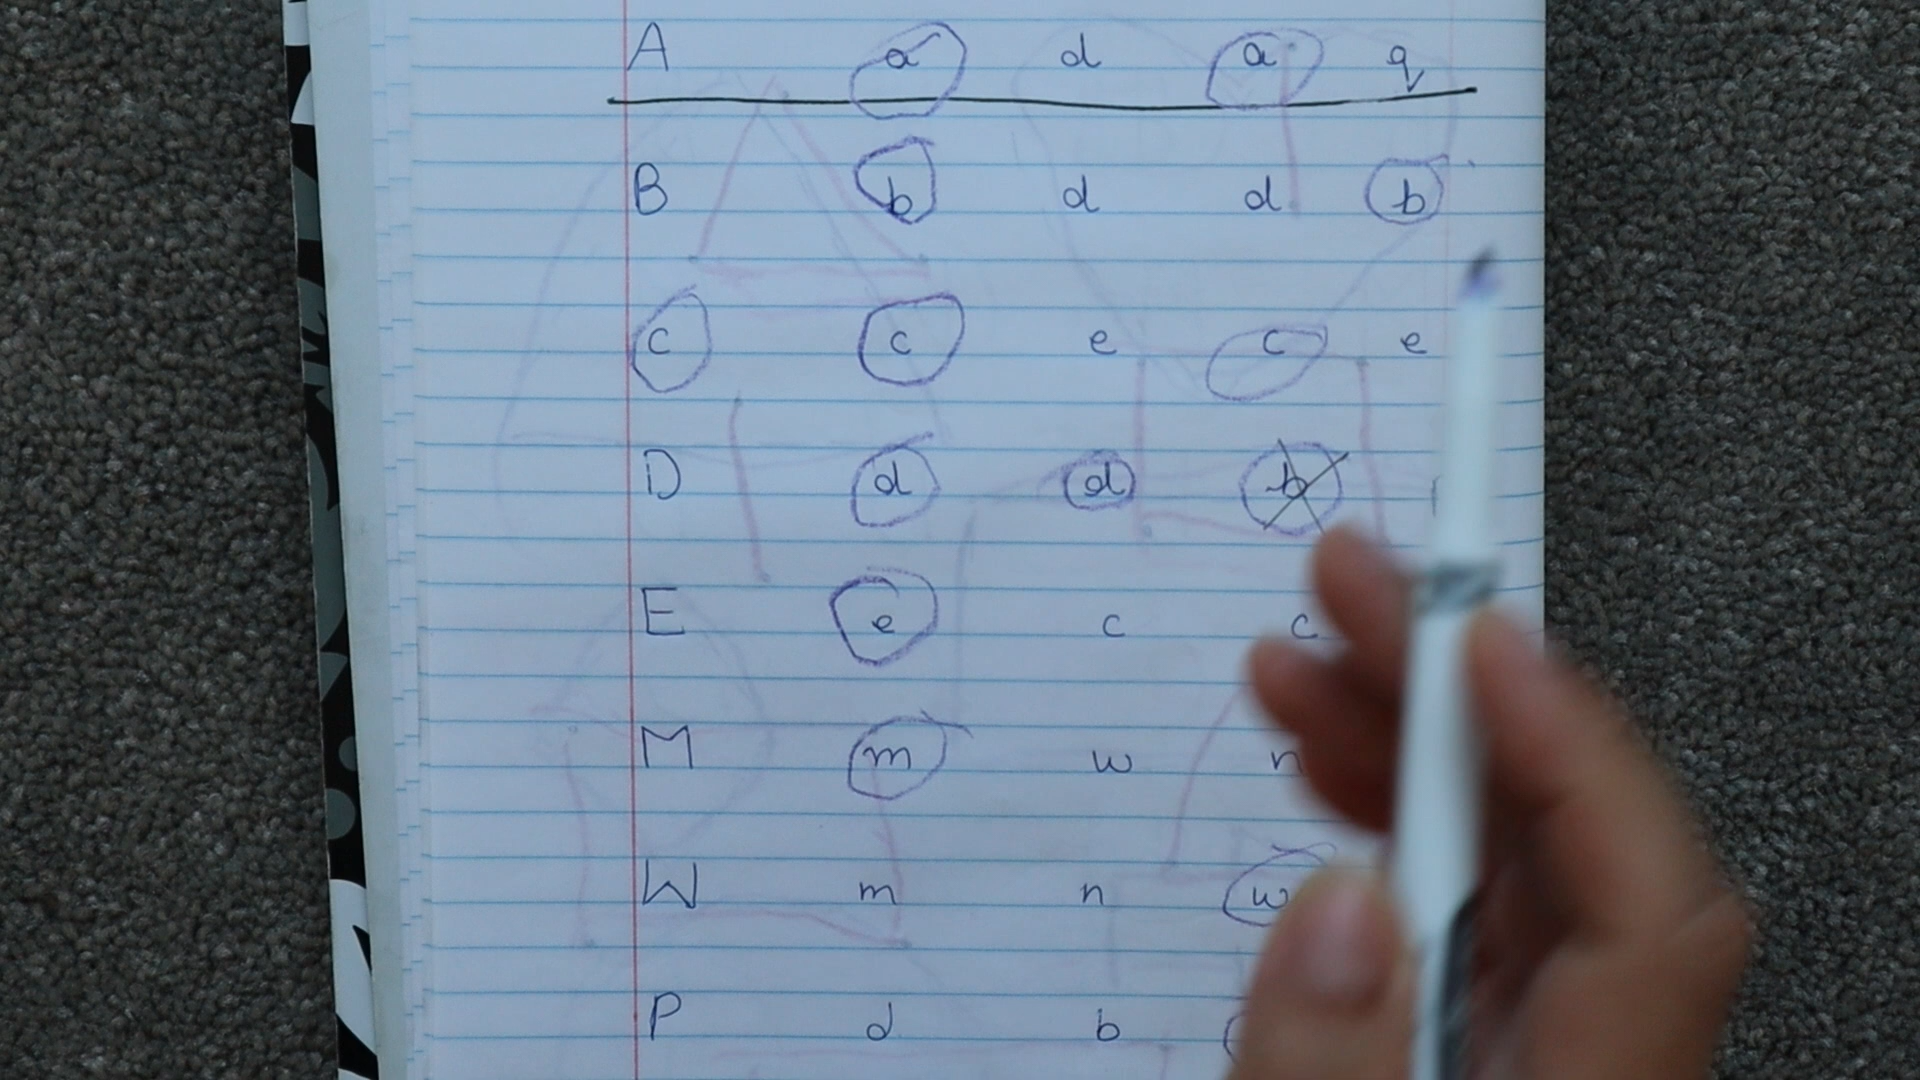 A a d a q
B b d d b
c c e c e
D d d b
E e c c
M m w n
W m n w
P d b